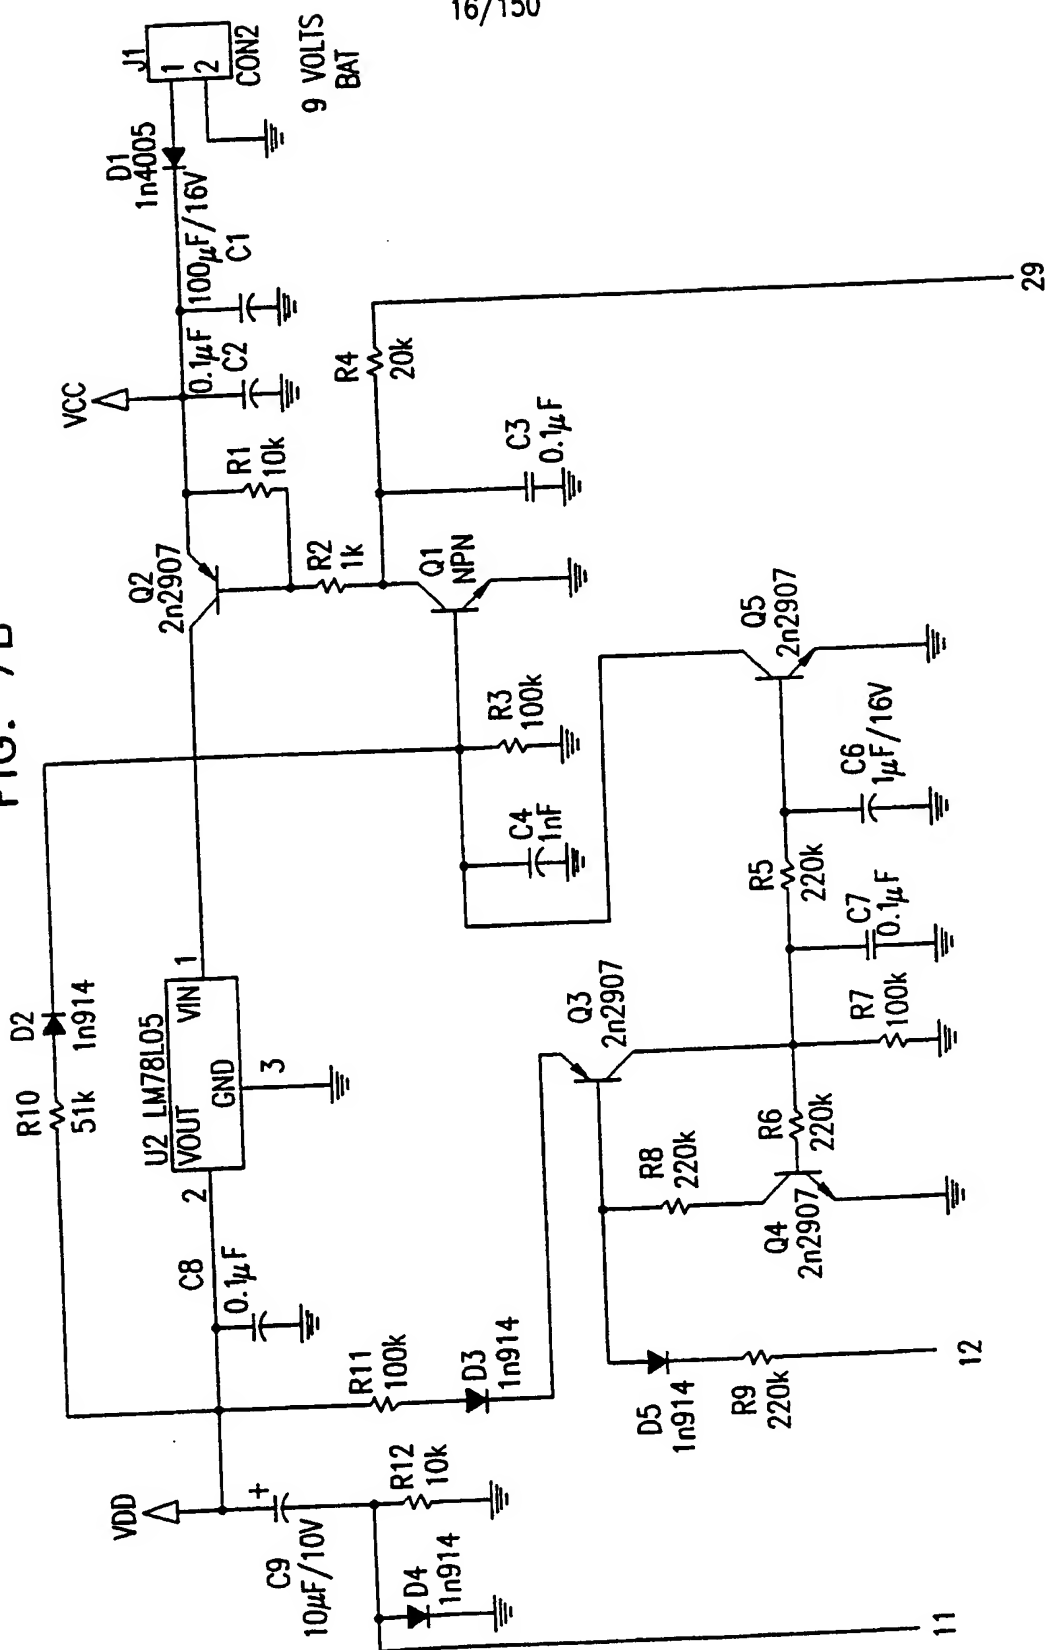 16/150
FIG. 7B
J1
1
2
CON2
9 VOLTS
BAT
D1
1n4005
100µF/16V
C1
0.1µF
C2
VCC
R1
10k
R4
20k
29
Q2
2n2907
R2
1k
C3
0.1µF
Q1
NPN
R3
100k
C4
1nF
Q5
2n2907
C6
1µF/16V
R5
220k
C7
0.1µF
R7
100k
D2
1n914
R10
51k
U2 LM78L05
VIN
1
VOUT
GND
3
2
C8
0.1µF
Q3
2n2907
R8
220k
R6
220k
Q4
2n2907
R11
100k
D3
1n914
D5
1n914
R9
220k
12
VDD
C9
10µF/10V
+
R12
10k
D4
1n914
11